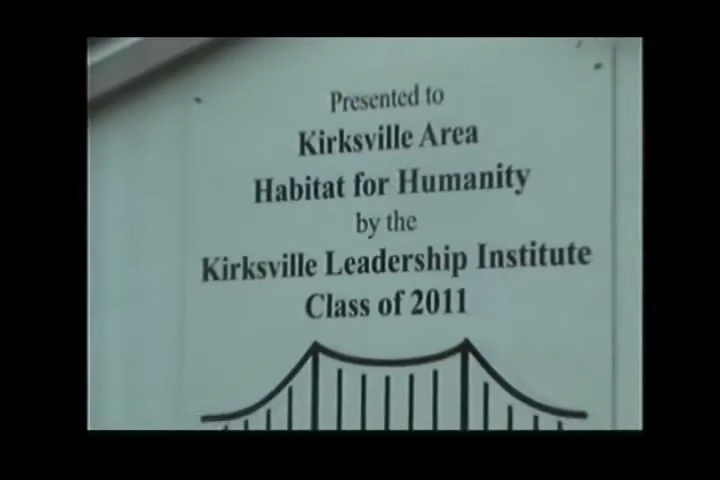 Presented to
Kirksville Area
Habitat for Humanity
by the
Kirksville Leadership Institute
Class of 2011